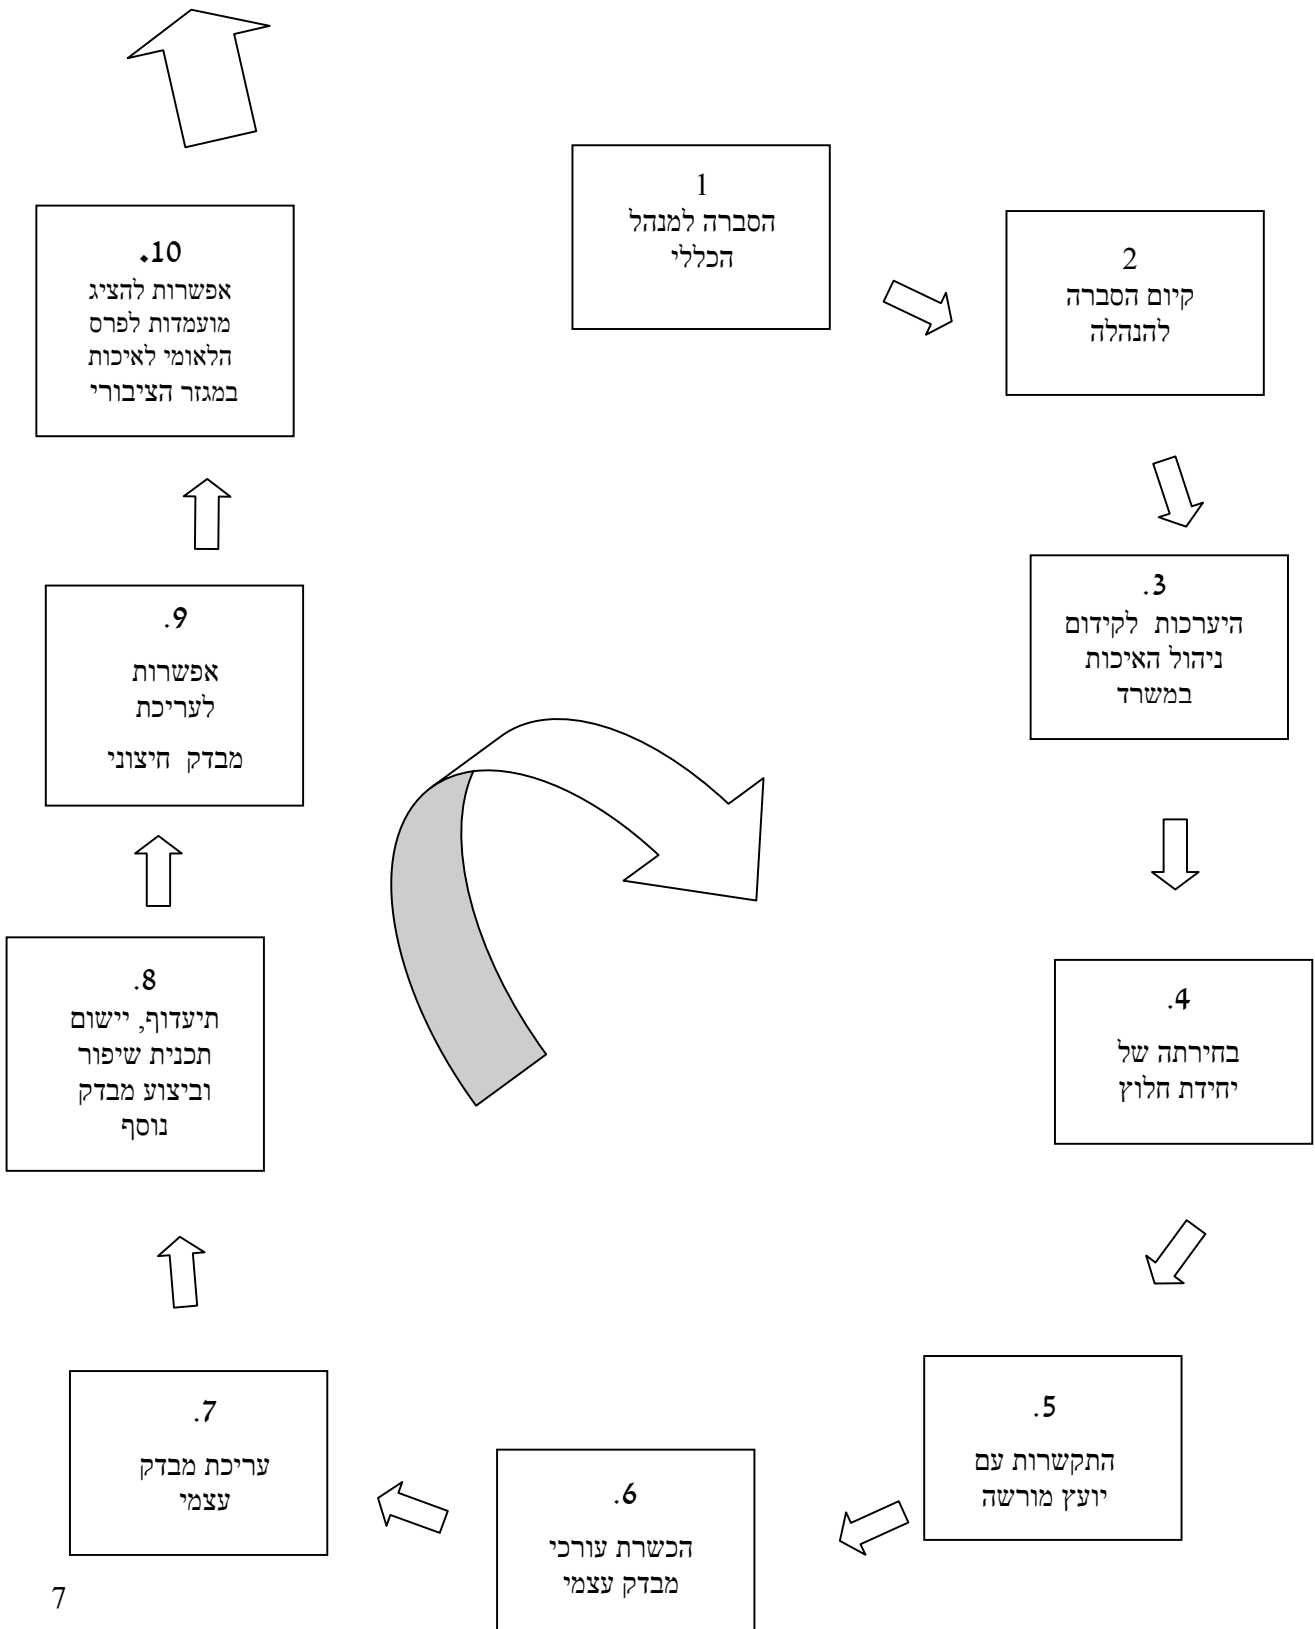 1
הסברה למנהל
הכללי
2
קיום הסברה
להנהלה
3.
היערכות לקידום
ניהול האיכות
במשרד
4.
בחירתה של
יחידת חלוץ
5.
התקשרות עם
יועץ מורשה
6.
הכשרת עורכי
מבדק עצמי
7.
עריכת מבדק
עצמי
8.
תיעדוף, יישום
תכנית שיפור
וביצוע מבדק
נוסף
9.
אפשרות
לעריכת
מבדק חיצוני
10.
אפשרות להציג
מועמדות לפרס
הלאומי לאיכות
במגזר הציבורי
7